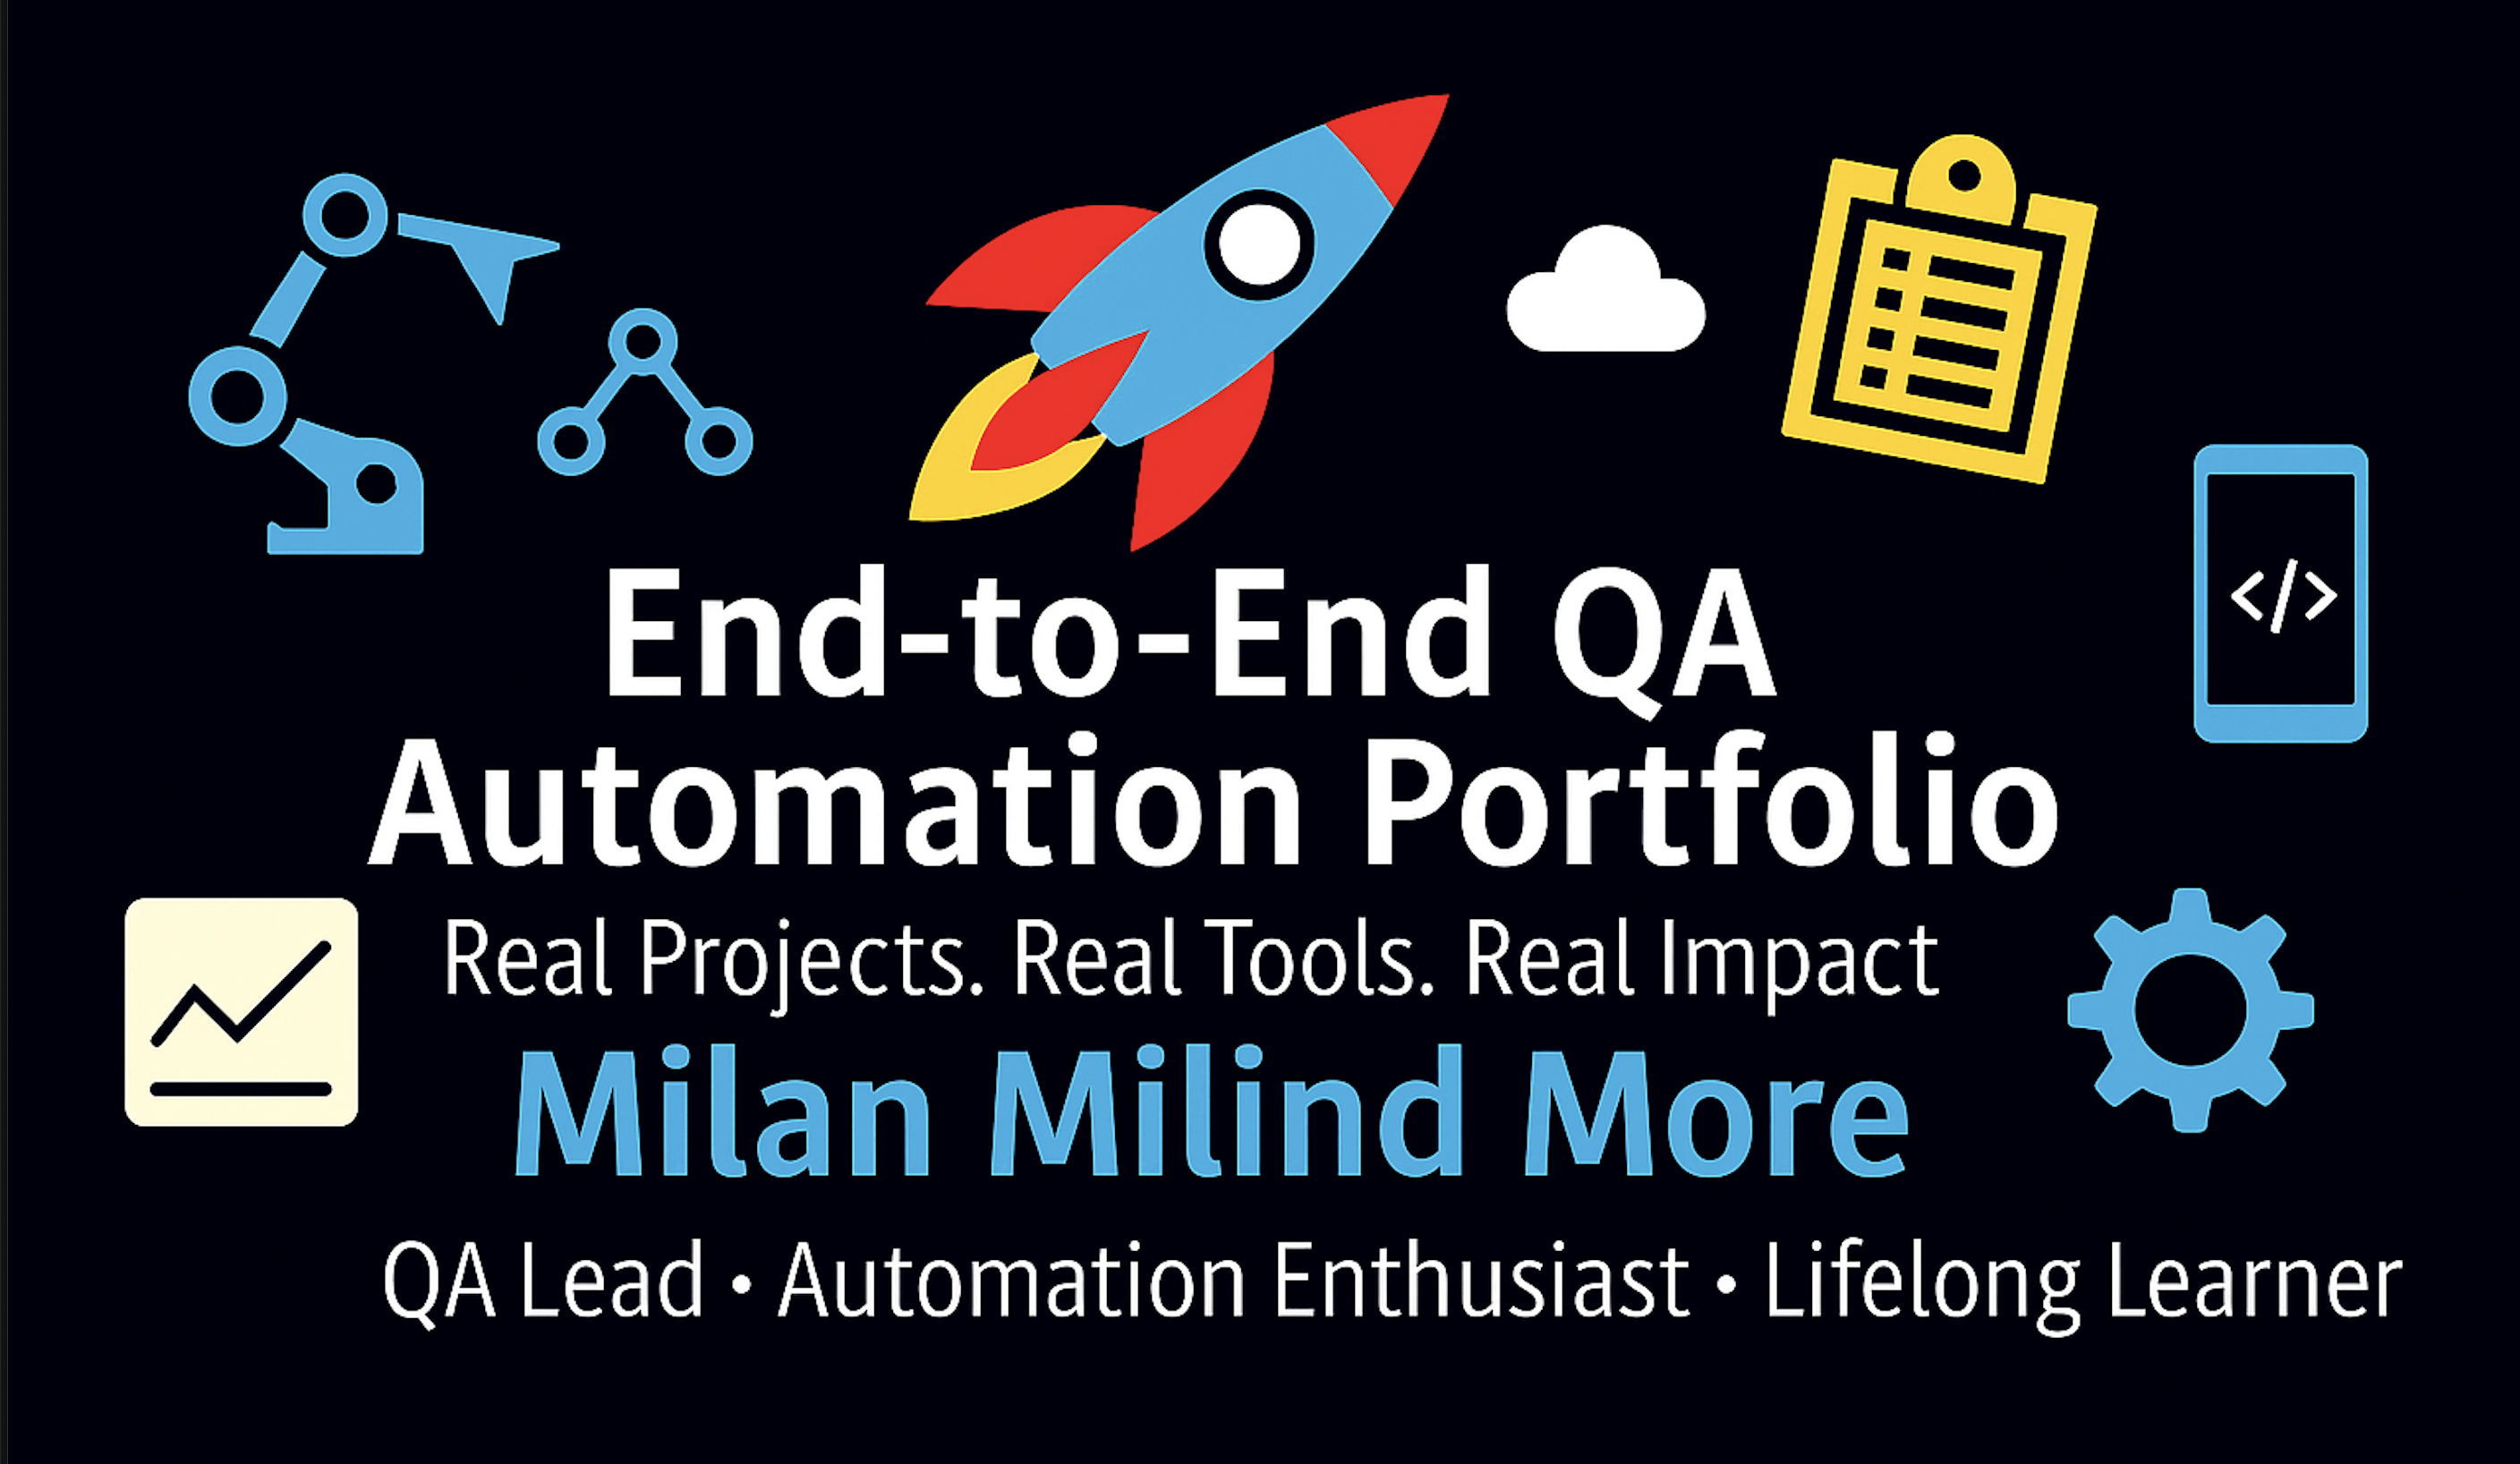 </>
End-to-End QA
Automation Portfolio
Real Projects. Real Tools. Real Impact
Milan Milind More
QA Lead • Automation Enthusiast • Lifelong Learner